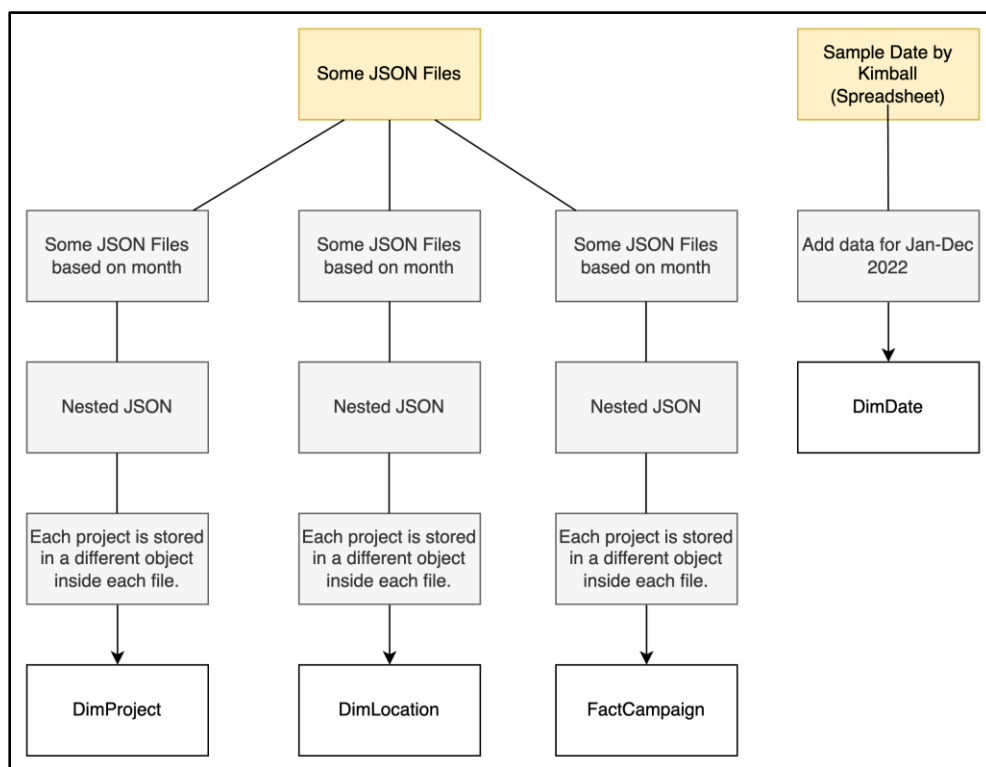 Some JSON Files
Sample Date by
Kimball
(Spreadsheet)
Some JSON Files
based on month
Some JSON Files
based on month
Some JSON Files
based on month
Add data for Jan-Dec
2022
Nested JSON
Nested JSON
Nested JSON
DimDate
Each project is stored
in a different object
inside each file.
Each project is stored
in a different object
inside each file.
Each project is stored
in a different object
inside each file.
DimProject
DimLocation
FactCampaign